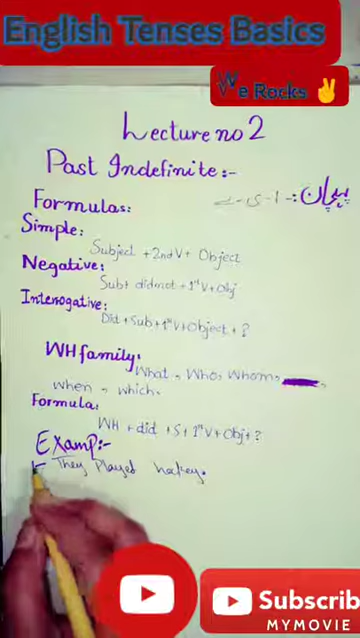 English Tenses Basics
We Rocks ✌
Lecture no 2
Past Indefinite:-
پہچان:- ا - ی - ے
Formulas:
Simple:
Subject + 2nd V + Object
Negative:
Sub + did not + 1st V + Obj
Interrogative:
Did + Sub + 1st V + Object + ?
WH family:
What, Who, Whom,
when, which.
Formula:
WH + did + S + 1st V + Obj + ?
Examp:-
They Played hockey.
Subscrib
MYMOVIE